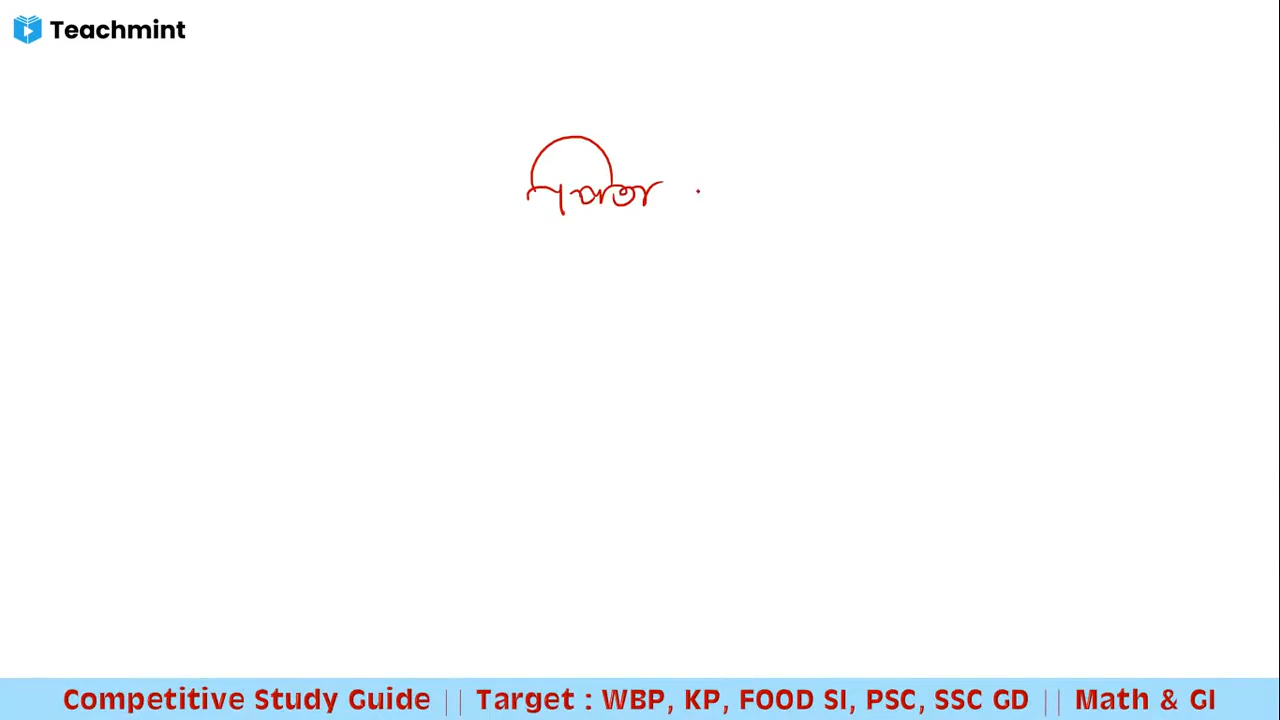 Teachmint
পিতা
Competitive Study Guide || Target : WBP, KP, FOOD SI, PSC, SSC GD || Math & GI